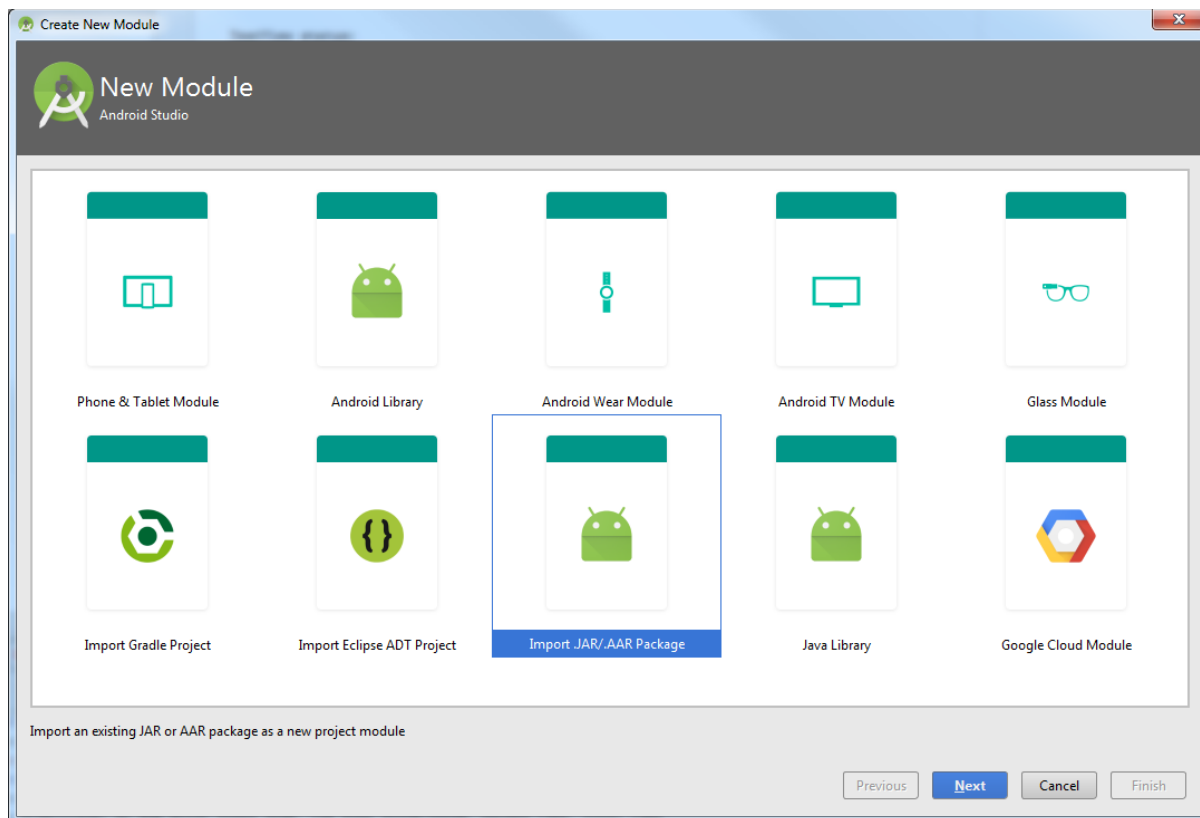 Create New Module
New Module
Android Studio
Phone & Tablet Module
Android Library
Android Wear Module
Android TV Module
Glass Module
{}
Import Gradle Project
Import Eclipse ADT Project
Import .JAR/.AAR Package
Java Library
Google Cloud Module
Import an existing JAR or AAR package as a new project module
Previous
Next
Cancel
Finish